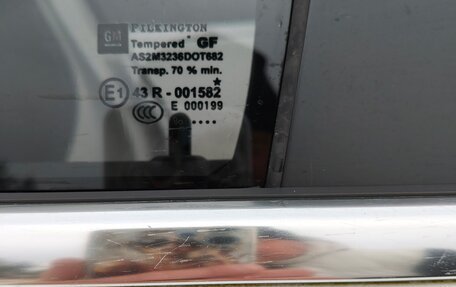 GM PILKINGTON
Tempered GF
AS2M3236DOT682
Transp. 70 % min.
E1 43 R - 001582
CCC E 000199